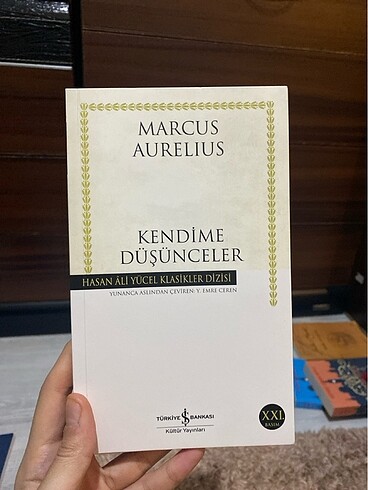 MARCUS
AURELIUS
KENDİME
DÜŞÜNCELER
HASAN ÂLİ YÜCEL KLASİKLER DİZİSİ
YUNANCA ASLINDAN ÇEVİREN: Y. EMRE CEREN
TÜRKİYE İŞ BANKASI
Kültür Yayınları
XXI.
BASIM